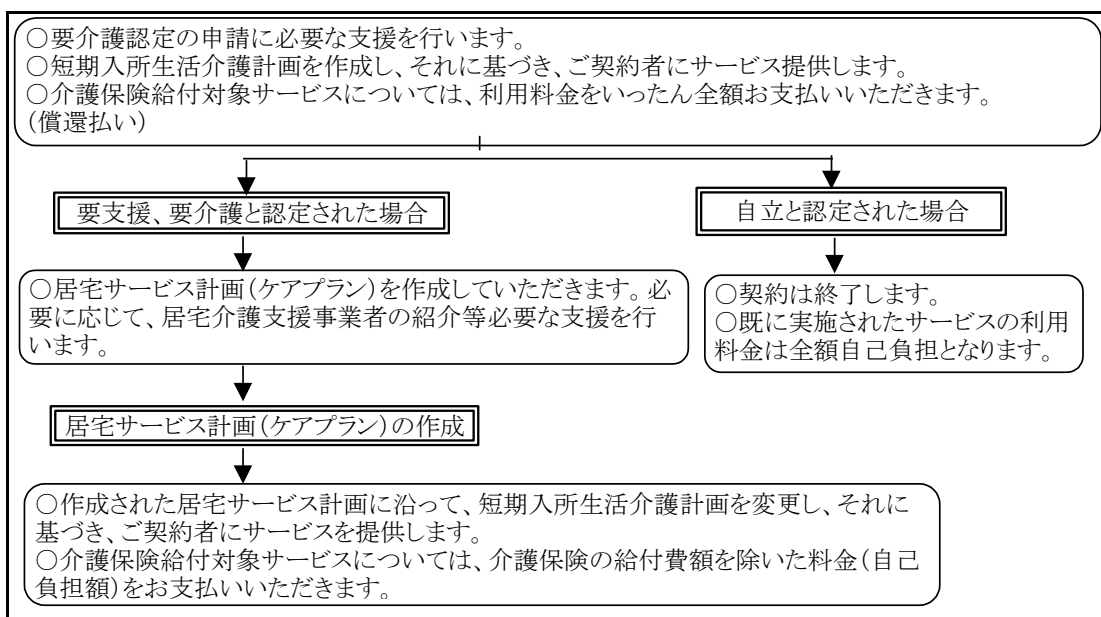 ○要介護認定の申請に必要な支援を行います。
○短期入所生活介護計画を作成し、それに基づき、ご契約者にサービス提供します。
○介護保険給付対象サービスについては、利用料金をいったん全額お支払いいただきます。
(償還払い)
要支援、要介護と認定された場合
自立と認定された場合
○居宅サービス計画(ケアプラン)を作成していただきます。必
要に応じて、居宅介護支援事業者の紹介等必要な支援を行
います。
○契約は終了します。
○既に実施されたサービスの利用
料金は全額自己負担となります。
居宅サービス計画(ケアプラン)の作成
○作成された居宅サービス計画に沿って、短期入所生活介護計画を変更し、それに
基づき、ご契約者にサービスを提供します。
○介護保険給付対象サービスについては、介護保険の給付費額を除いた料金(自己
負担額)をお支払いいただきます。